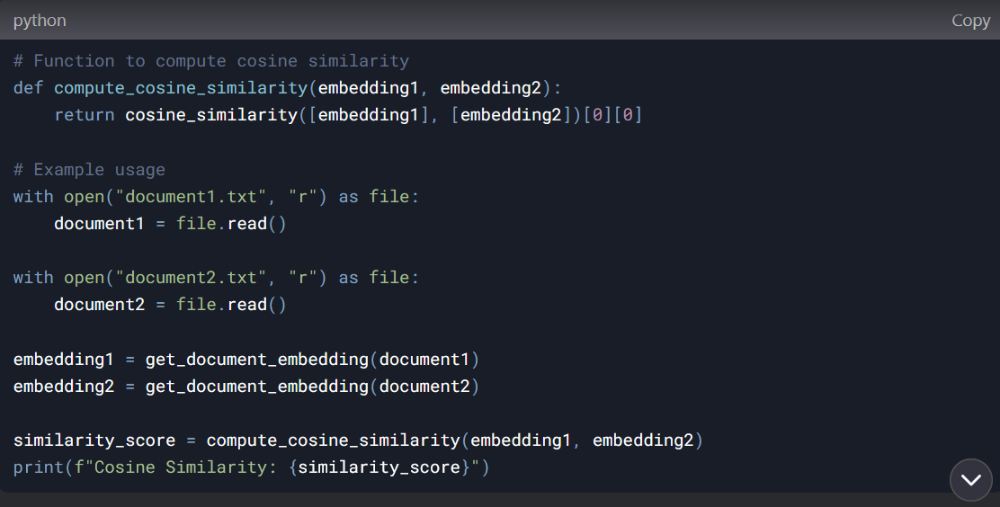 python
Copy
# Function to compute cosine similarity
def compute_cosine_similarity(embedding1, embedding2):
    return cosine_similarity([embedding1], [embedding2])[0][0]

# Example usage
with open("document1.txt", "r") as file:
    document1 = file.read()

with open("document2.txt", "r") as file:
    document2 = file.read()

embedding1 = get_document_embedding(document1)
embedding2 = get_document_embedding(document2)

similarity_score = compute_cosine_similarity(embedding1, embedding2)
print(f"Cosine Similarity: {similarity_score}")